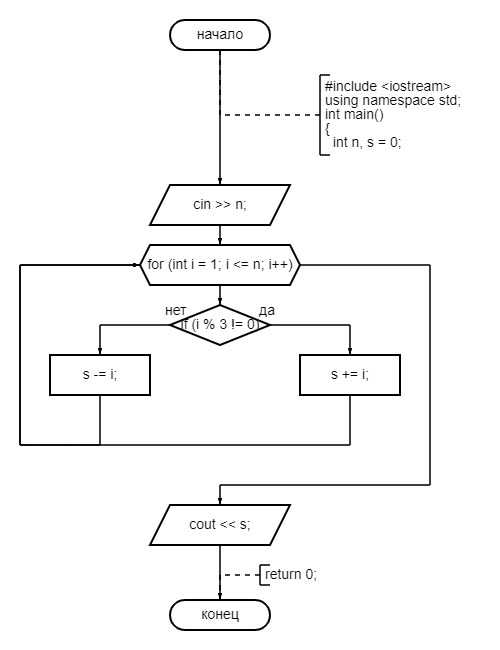 начало
#include <iostream>
using namespace std;
int main()
{
int n, s = 0;
cin >> n;
for (int i = 1; i <= n; i++)
нет
да
if (i % 3 != 0)
s -= i;
s += i;
cout << s;
return 0;
конец